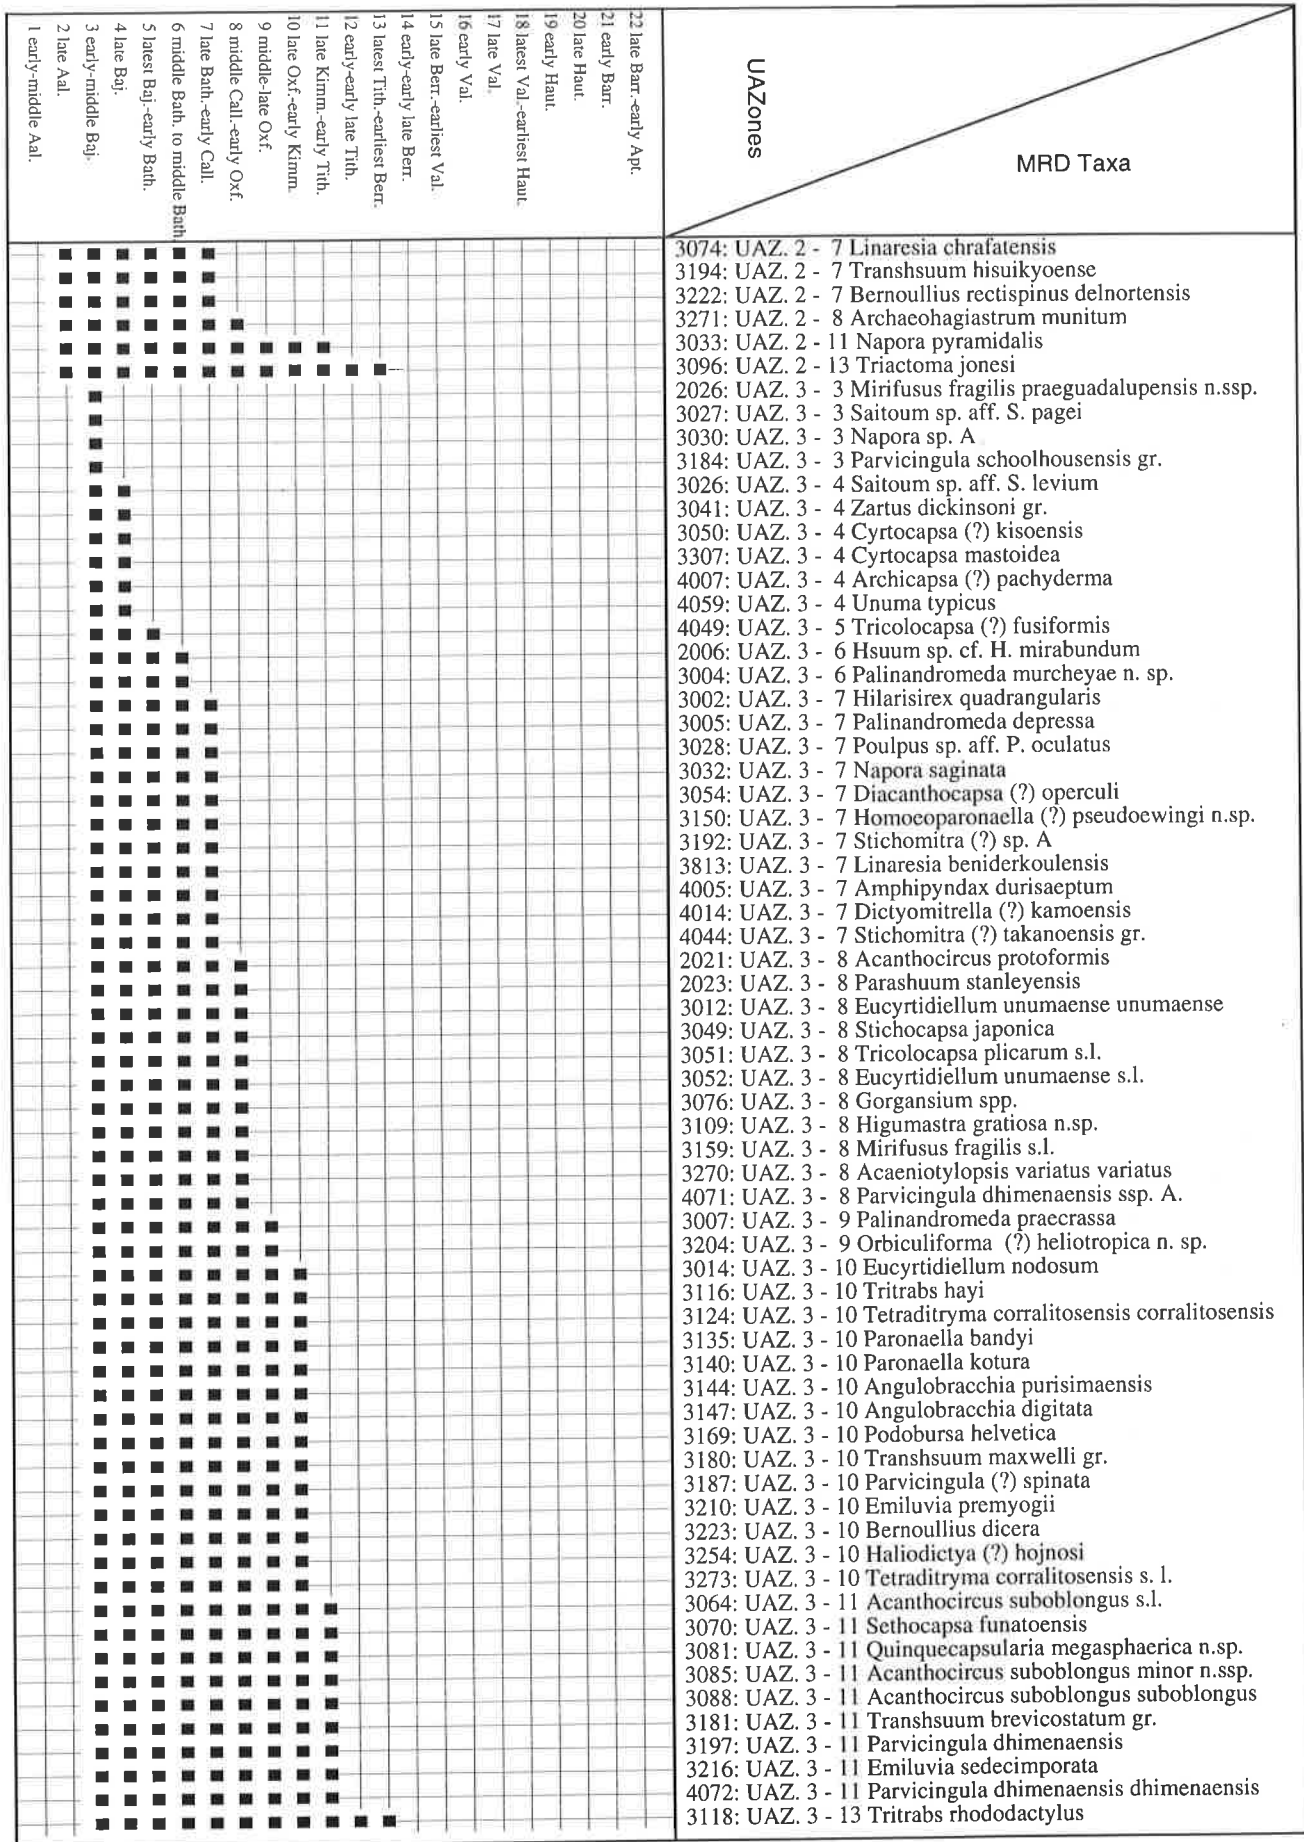 1 early-middle Aal.
2 late Aal.
3 early-middle Baj.
4 late Baj.
5 latest Baj.-early Bath.
6 middle Bath. to middle Bath.
7 late Bath.-early Call.
8 middle Call.-early Oxf.
9 middle-late Oxf.
10 late Oxf.-early Kimm.
11 late Kimm.-early Tith.
12 early-early late Tith.
13 latest Tith.-earliest Berr.
14 early-early late Berr.
15 late Berr.-earliest Val.
16 early Val.
17 late Val.
18 latest Val.-earliest Haut.
19 early Haut.
20 late Haut.
21 early Barr.
22 late Barr.-early Apt.
UAZones
MRD Taxa
3074: UAZ. 2 - 7 Linaresia chrafatensis
3194: UAZ. 2 - 7 Transhsuum hisuikyoense
3222: UAZ. 2 - 7 Bernoullius rectispinus delnortensis
3271: UAZ. 2 - 8 Archaeohagiastrum munitum
3033: UAZ. 2 - 11 Napora pyramidalis
3096: UAZ. 2 - 13 Triactoma jonesi
2026: UAZ. 3 - 3 Mirifusus fragilis praeguadalupensis n.ssp.
3027: UAZ. 3 - 3 Saitoum sp. aff. S. pagei
3030: UAZ. 3 - 3 Napora sp. A
3184: UAZ. 3 - 3 Parvicingula schoolhousensis gr.
3026: UAZ. 3 - 4 Saitoum sp. aff. S. levium
3041: UAZ. 3 - 4 Zartus dickinsoni gr.
3050: UAZ. 3 - 4 Cyrtocapsa (?) kisoensis
3307: UAZ. 3 - 4 Cyrtocapsa mastoidea
4007: UAZ. 3 - 4 Archicapsa (?) pachyderma
4059: UAZ. 3 - 4 Unuma typicus
4049: UAZ. 3 - 5 Tricolocapsa (?) fusiformis
2006: UAZ. 3 - 6 Hsuum sp. cf. H. mirabundum
3004: UAZ. 3 - 6 Palinandromeda murcheyae n. sp.
3002: UAZ. 3 - 7 Hilarisirex quadrangularis
3005: UAZ. 3 - 7 Palinandromeda depressa
3028: UAZ. 3 - 7 Poulpus sp. aff. P. oculatus
3032: UAZ. 3 - 7 Napora saginata
3054: UAZ. 3 - 7 Diacanthocapsa (?) operculi
3150: UAZ. 3 - 7 Homoeoparonaella (?) pseudoewingi n.sp.
3192: UAZ. 3 - 7 Stichomitra (?) sp. A
3813: UAZ. 3 - 7 Linaresia beniderkoulensis
4005: UAZ. 3 - 7 Amphipyndax durisaeptum
4014: UAZ. 3 - 7 Dictyomitrella (?) kamoensis
4044: UAZ. 3 - 7 Stichomitra (?) takanoensis gr.
2021: UAZ. 3 - 8 Acanthocircus protoformis
2023: UAZ. 3 - 8 Parashuum stanleyensis
3012: UAZ. 3 - 8 Eucyrtidiellum unumaense unumaense
3049: UAZ. 3 - 8 Stichocapsa japonica
3051: UAZ. 3 - 8 Tricolocapsa plicarum s.l.
3052: UAZ. 3 - 8 Eucyrtidiellum unumaense s.l.
3076: UAZ. 3 - 8 Gorgansium spp.
3109: UAZ. 3 - 8 Higumastra gratiosa n.sp.
3159: UAZ. 3 - 8 Mirifusus fragilis s.l.
3270: UAZ. 3 - 8 Acaeniotylopsis variatus variatus
4071: UAZ. 3 - 8 Parvicingula dhimenaensis ssp. A.
3007: UAZ. 3 - 9 Palinandromeda praecrassa
3204: UAZ. 3 - 9 Orbiculiforma (?) heliotropica n. sp.
3014: UAZ. 3 - 10 Eucyrtidiellum nodosum
3116: UAZ. 3 - 10 Tritrabs hayi
3124: UAZ. 3 - 10 Tetraditryma corralitosensis corralitosensis
3135: UAZ. 3 - 10 Paronaella bandyi
3140: UAZ. 3 - 10 Paronaella kotura
3144: UAZ. 3 - 10 Angulobracchia purisimaensis
3147: UAZ. 3 - 10 Angulobracchia digitata
3169: UAZ. 3 - 10 Podobursa helvetica
3180: UAZ. 3 - 10 Transhsuum maxwelli gr.
3187: UAZ. 3 - 10 Parvicingula (?) spinata
3210: UAZ. 3 - 10 Emiluvia premyogii
3223: UAZ. 3 - 10 Bernoullius dicera
3254: UAZ. 3 - 10 Haliodictya (?) hojnosi
3273: UAZ. 3 - 10 Tetraditryma corralitosensis s. l.
3064: UAZ. 3 - 11 Acanthocircus suboblongus s.l.
3070: UAZ. 3 - 11 Sethocapsa funatoensis
3081: UAZ. 3 - 11 Quinquecapsularia megasphaerica n.sp.
3085: UAZ. 3 - 11 Acanthocircus suboblongus minor n.ssp.
3088: UAZ. 3 - 11 Acanthocircus suboblongus suboblongus
3181: UAZ. 3 - 11 Transhsuum brevicostatum gr.
3197: UAZ. 3 - 11 Parvicingula dhimenaensis
3216: UAZ. 3 - 11 Emiluvia sedecimporata
4072: UAZ. 3 - 11 Parvicingula dhimenaensis dhimenaensis
3118: UAZ. 3 - 13 Tritrabs rhododactylus